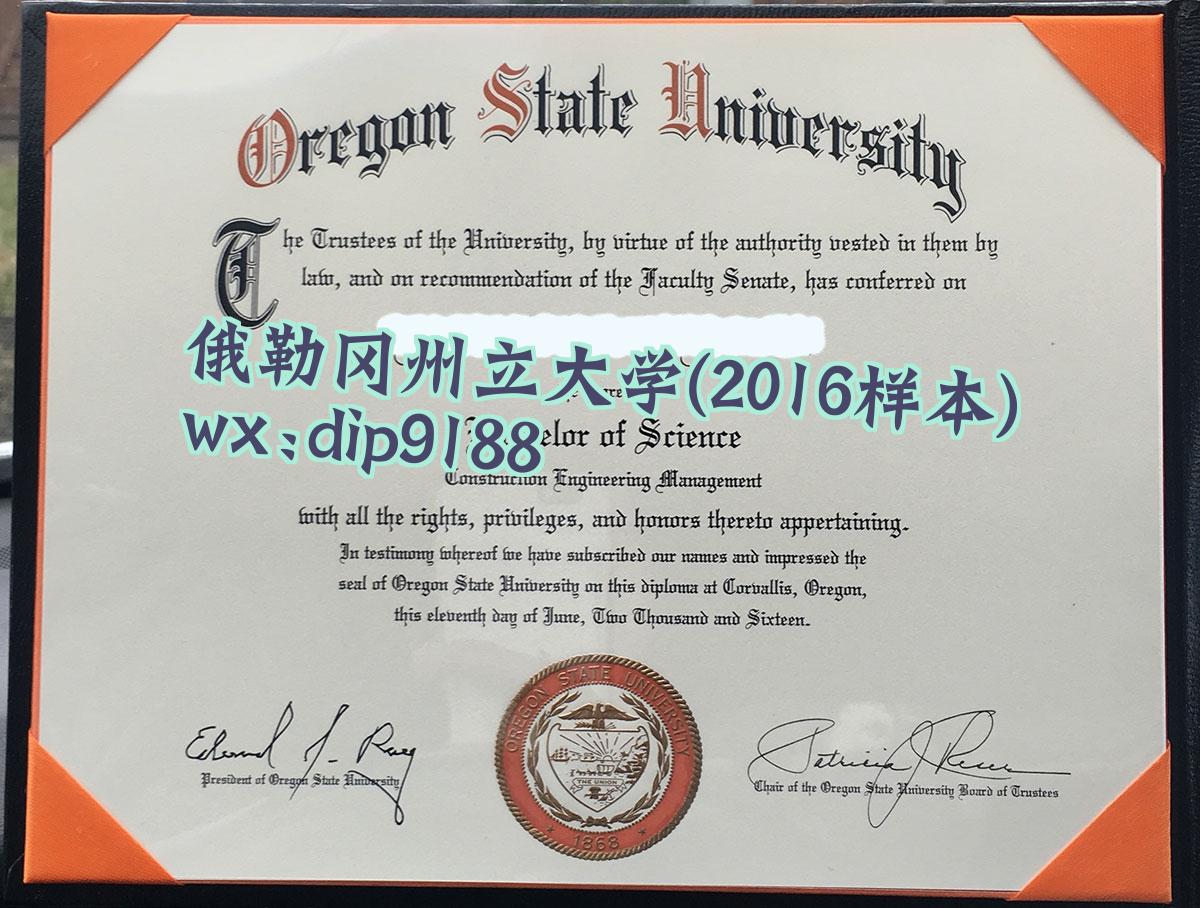 Oregon State University
The Trustees of the University, by virtue of the authority vested in them by
law, and on recommendation of the Faculty Senate, has conferred on
俄勒冈州立大学(2016样本)
wx:dip9188
of Science
Construction Engineering Management
with all the rights, privileges, and honors thereto appertaining.
In testimony whereof we have subscribed our names and impressed the
seal of Oregon State University on this diploma at Corvallis, Oregon,
this eleventh day of June, Two Thousand and Sixteen.
OREGON STATE UNIVERSITY
THE UNION
1868
Edward J. Ray
President of Oregon State University
Patricia J Reser
Chair of the Oregon State University Board of Trustees